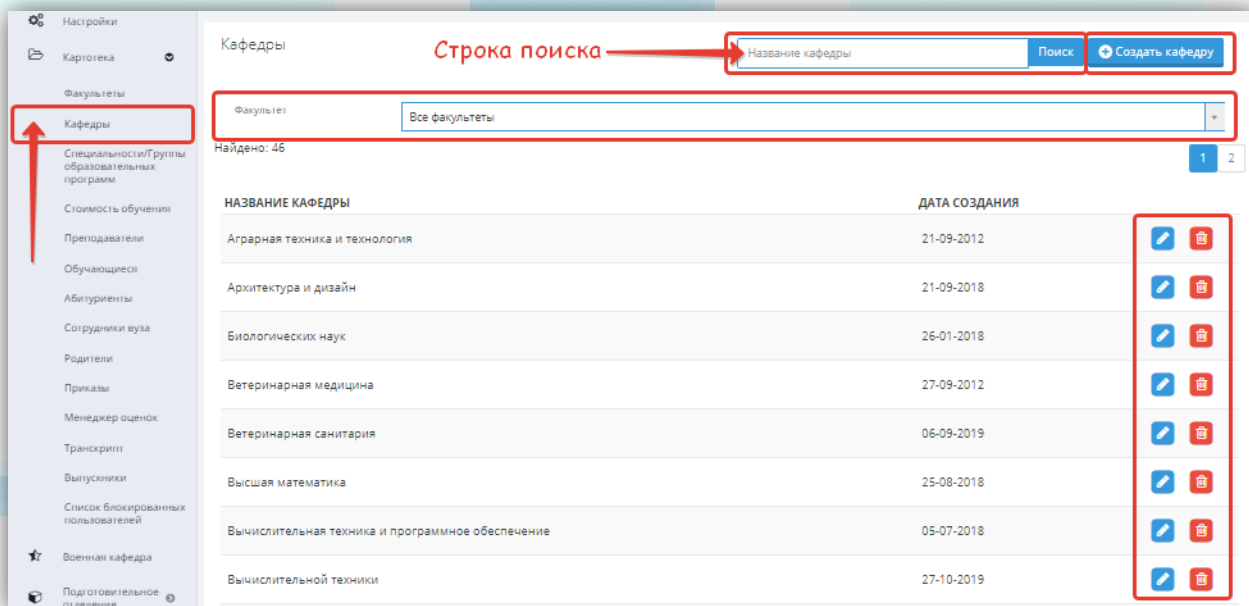 Настройки
Картотека
Факультеты
Кафедры
Специальности/Группы
образовательных
программ
Стоимость обучения
Преподаватели
Обучающиеся
Абитуриенты
Сотрудники вуза
Родители
Приказы
Менеджер оценок
Транскрипт
Выпускники
Список блокированных
пользователей
Военная кафедра
Подготовительное
отделение
Кафедры
Строка поиска
Название кафедры Поиск Создать кафедру
Факультет Все факультеты
Найдено: 46
1 2
НАЗВАНИЕ КАФЕДРЫ ДАТА СОЗДАНИЯ
Аграрная техника и технология 21-09-2012
Архитектура и дизайн 21-09-2018
Биологических наук 26-01-2018
Ветеринарная медицина 27-09-2012
Ветеринарная санитария 06-09-2019
Высшая математика 25-08-2018
Вычислительная техника и программное обеспечение 05-07-2018
Вычислительной техники 27-10-2019